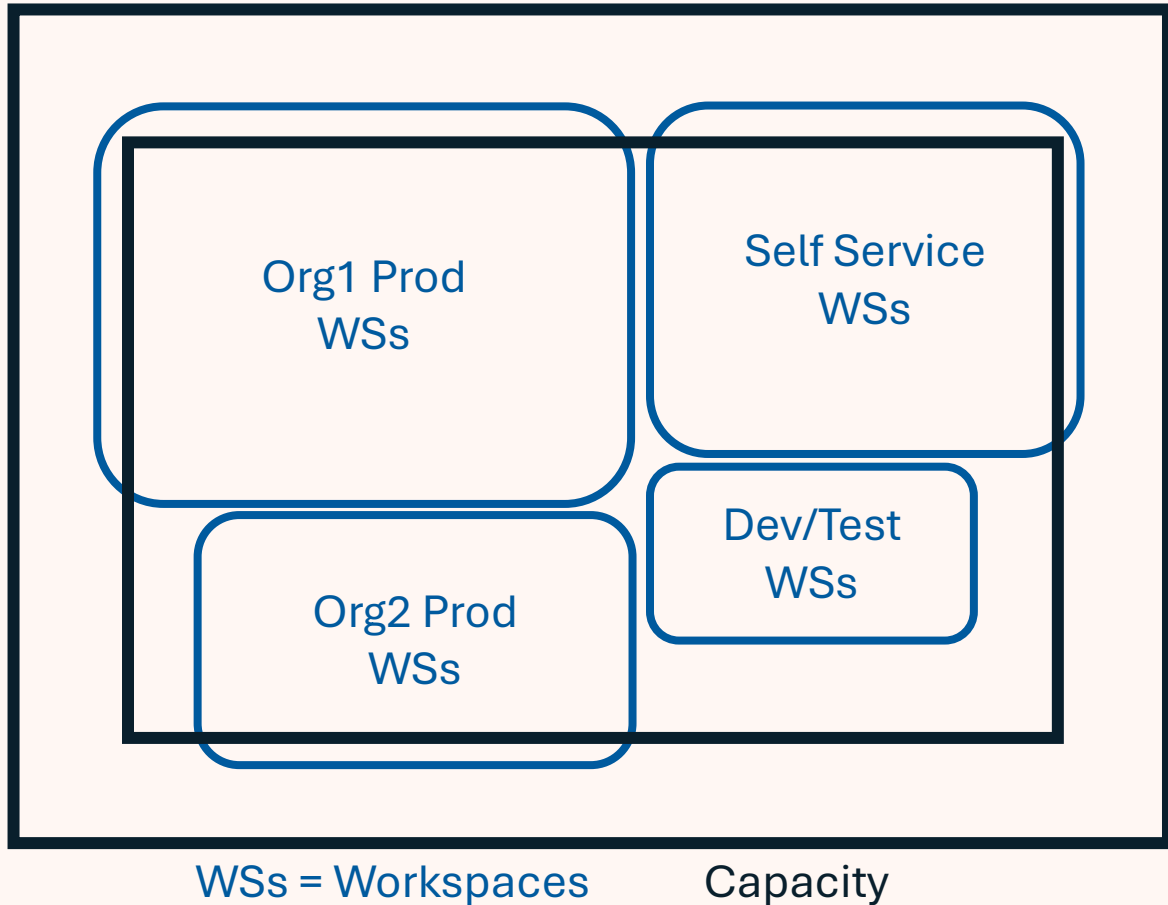 Org1 Prod
WSs
Self Service
WSs
Org2 Prod
WSs
Dev/Test
WSs
WSs = Workspaces
Capacity